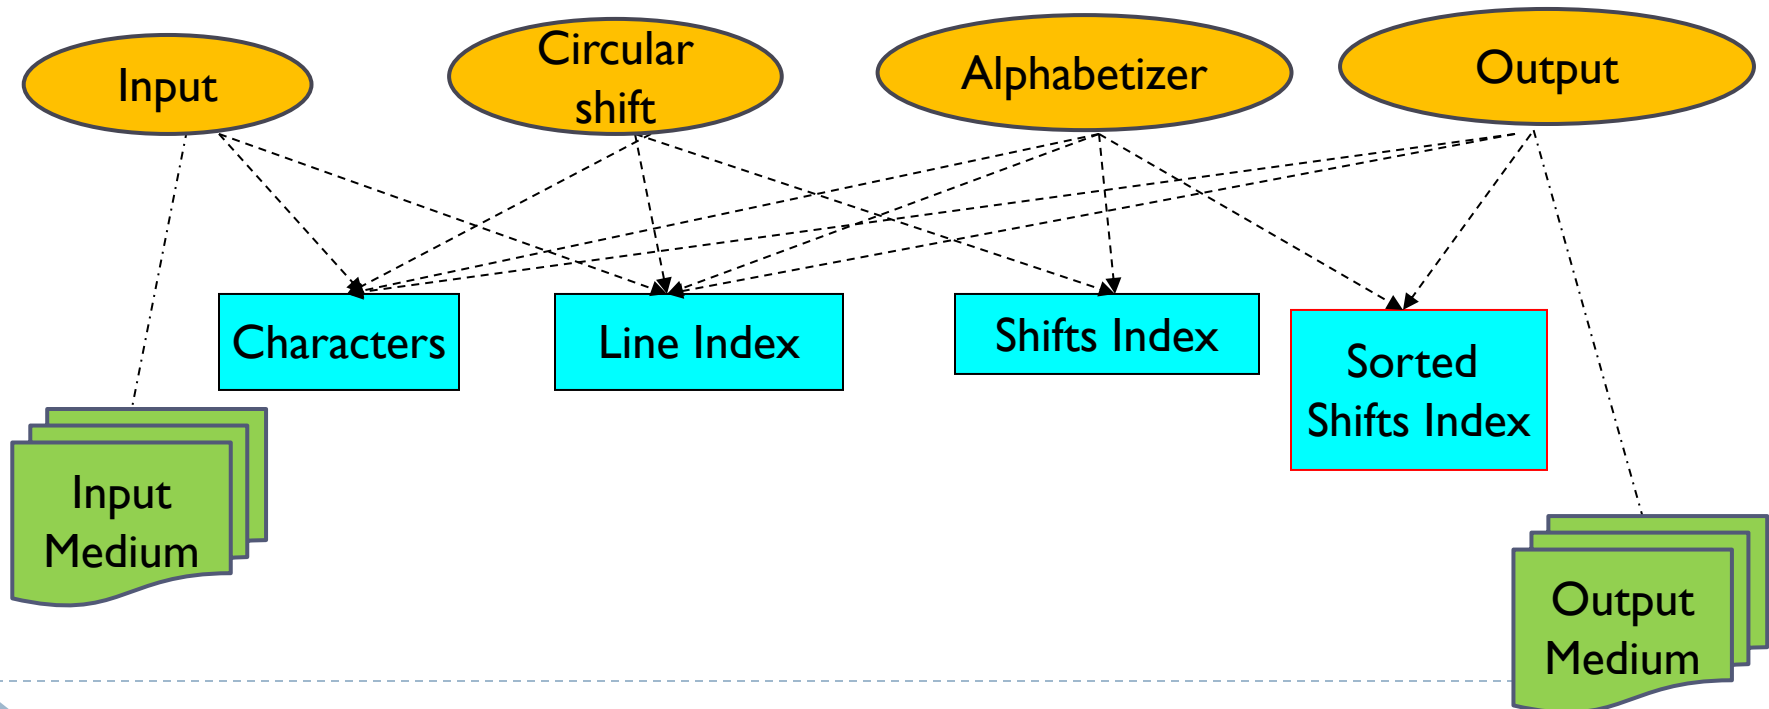 Input
Circular
shift
Alphabetizer
Output
Characters
Line Index
Shifts Index
Sorted
Shifts Index
Input
Medium
Output
Medium